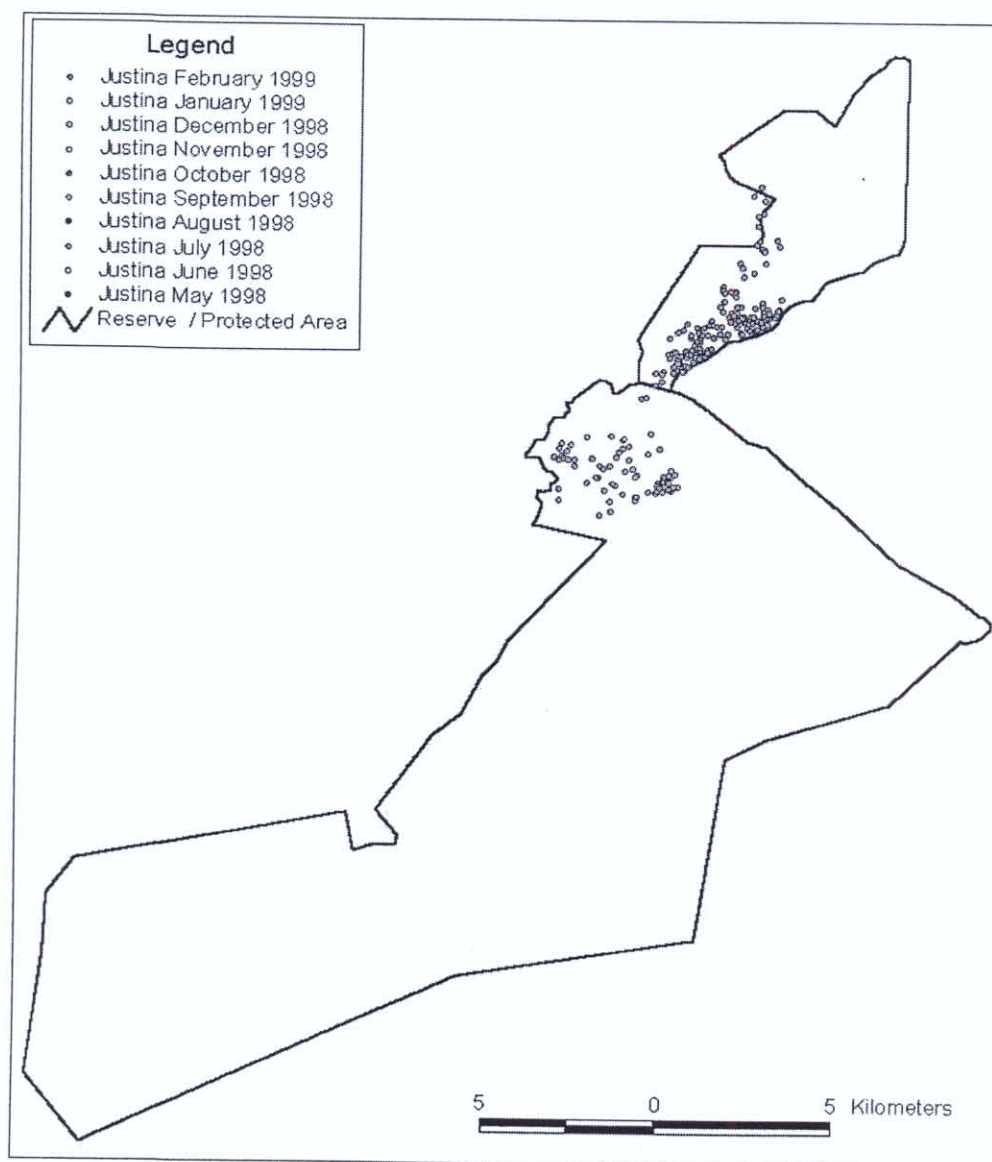 Legend
Justina February 1999
Justina January 1999
Justina December 1998
Justina November 1998
Justina October 1998
Justina September 1998
Justina August 1998
Justina July 1998
Justina June 1998
Justina May 1998
Reserve / Protected Area
5 0 5 Kilometers